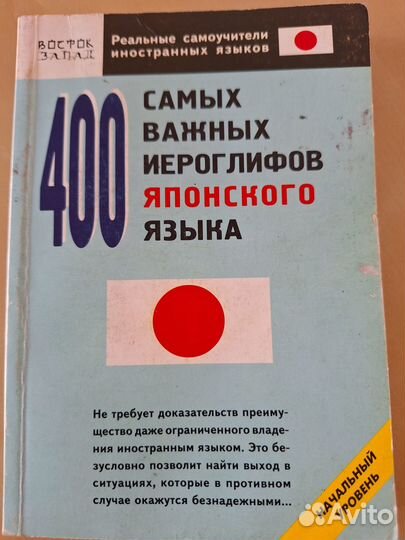 ВОСТОК
ЗАПАД
Реальные самоучители
иностранных языков
400
САМЫХ
ВАЖНЫХ
ИЕРОГЛИФОВ
ЯПОНСКОГО
ЯЗЫКА
Не требует доказательств преиму-
щество даже ограниченного владе-
ния иностранным языком. Это бе-
зусловно позволит найти выход в
ситуациях, которые в противном
случае окажутся безнадежными...
НАЧАЛЬНЫЙ
УРОВЕНЬ
Avito